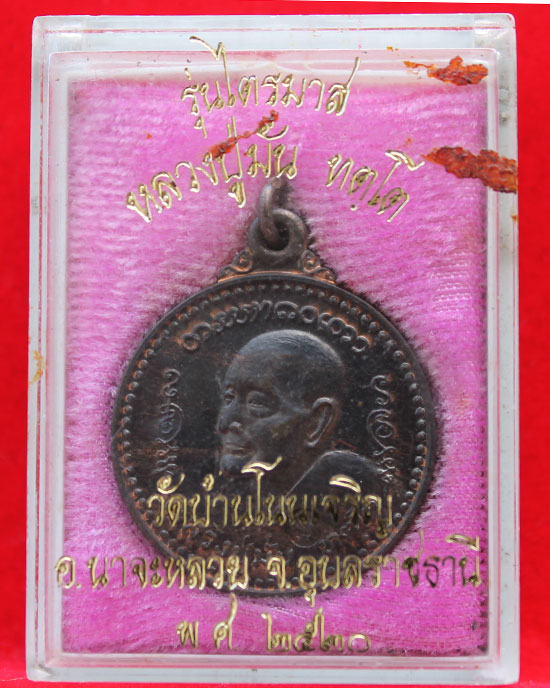 รุ่นไตรมาส
หลวงปู่มั่น ทตฺโต
วัดบ้านโนนเจริญ
อ.นาจะหลวย จ.อุบลราชธานี
พ ศ ๒๕๒๐